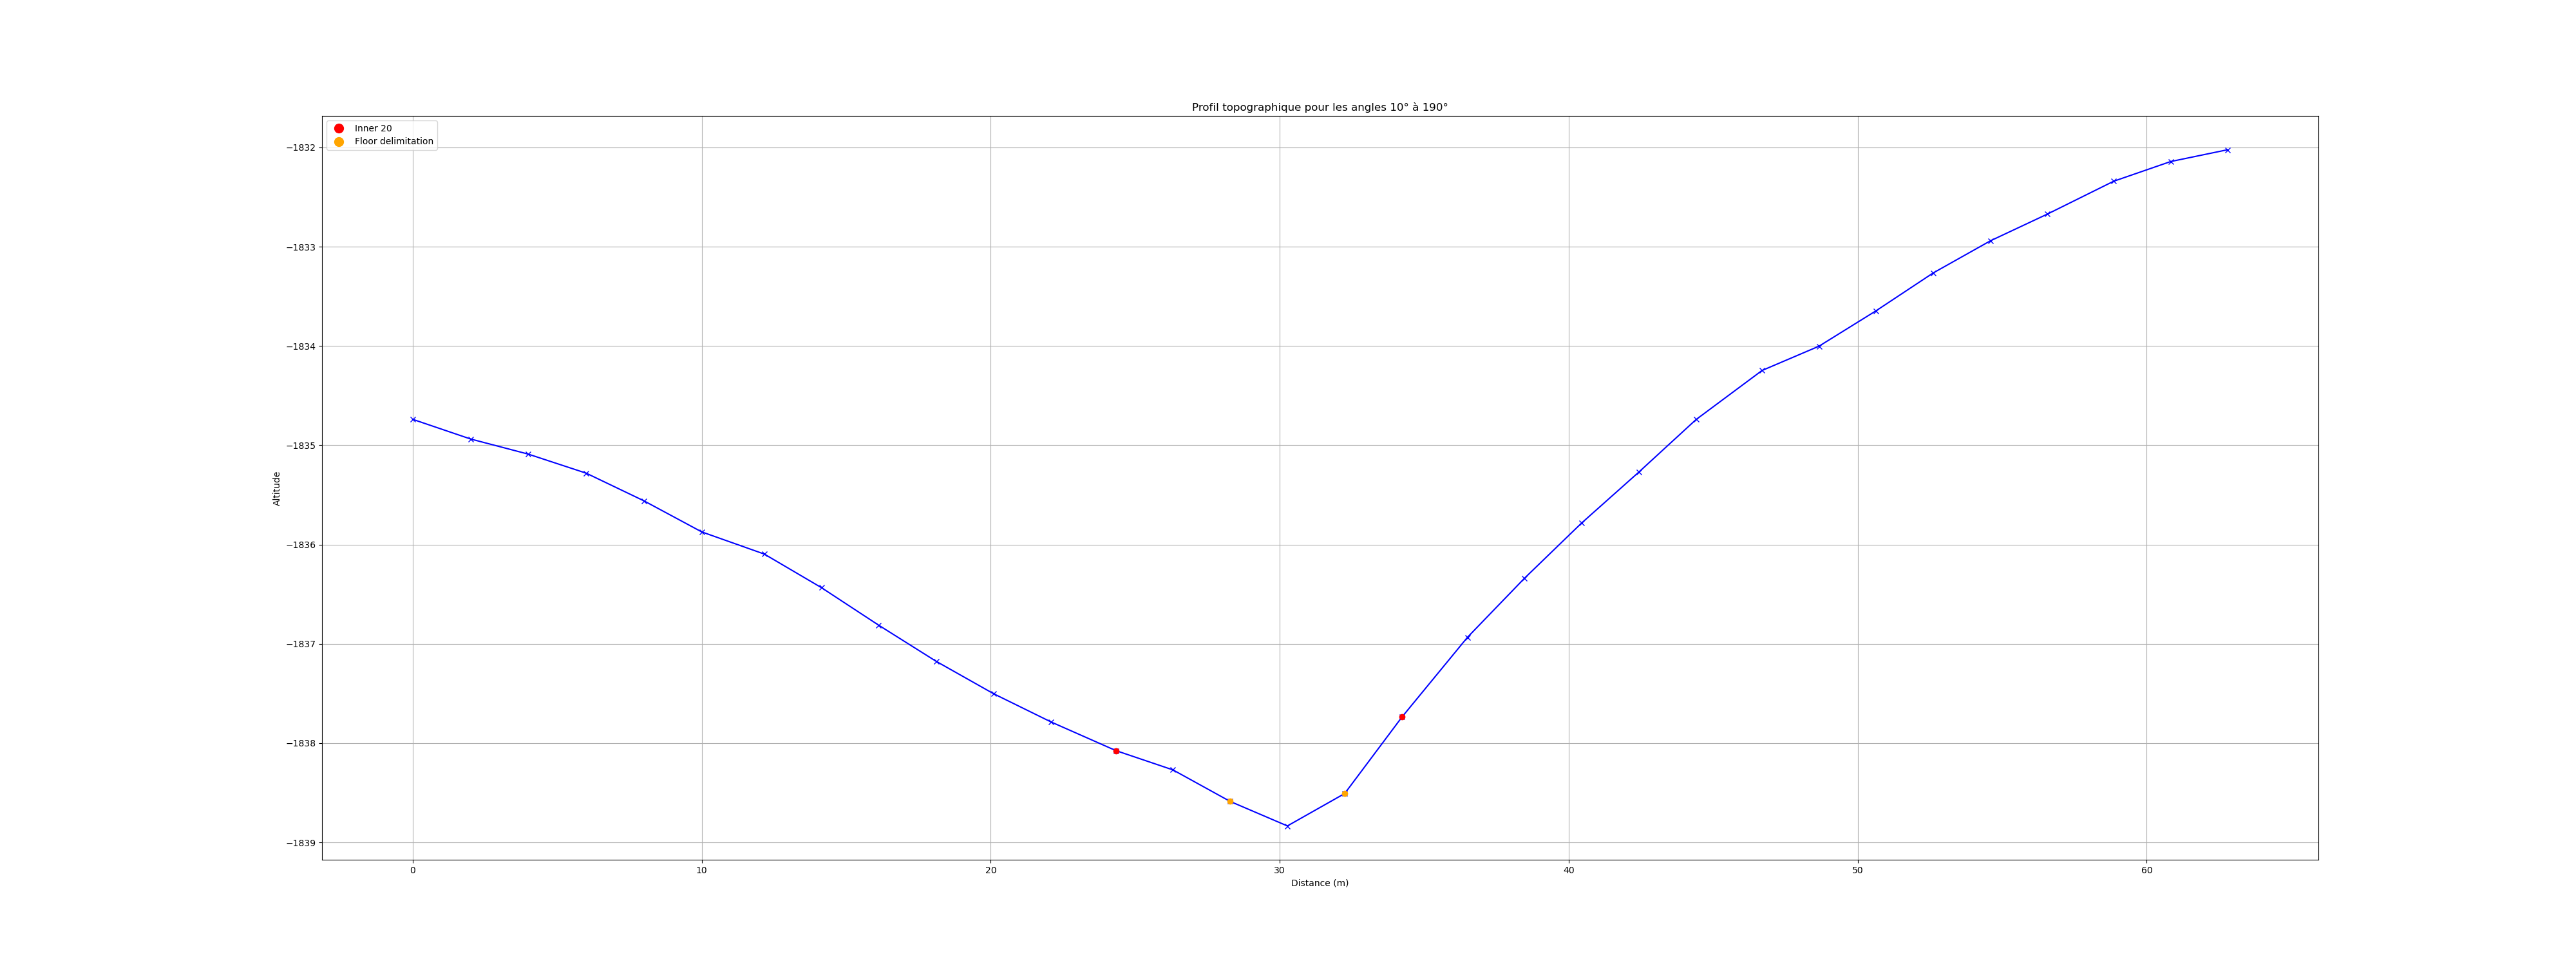 Profil topographique pour les angles 10° à 190°
Inner 20
Floor delimitation
−1832
−1833
−1834
−1835
−1836
−1837
−1838
−1839
Altitude
0 10 20 30 40 50 60
Distance (m)